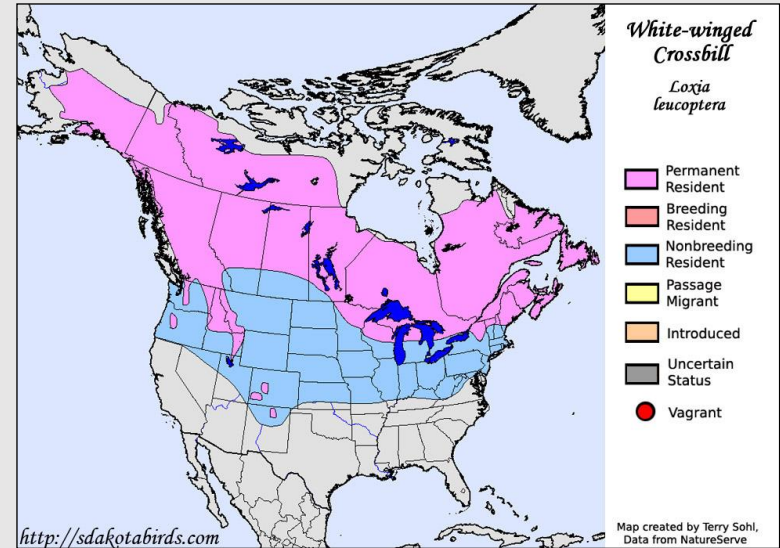 White-winged
Crossbill
Loxia
leucoptera
Permanent
Resident
Breeding
Resident
Nonbreeding
Resident
Passage
Migrant
Introduced
Uncertain
Status
Vagrant
http://sdakotabirds.com
Map created by Terry Sohl,
Data from NatureServe